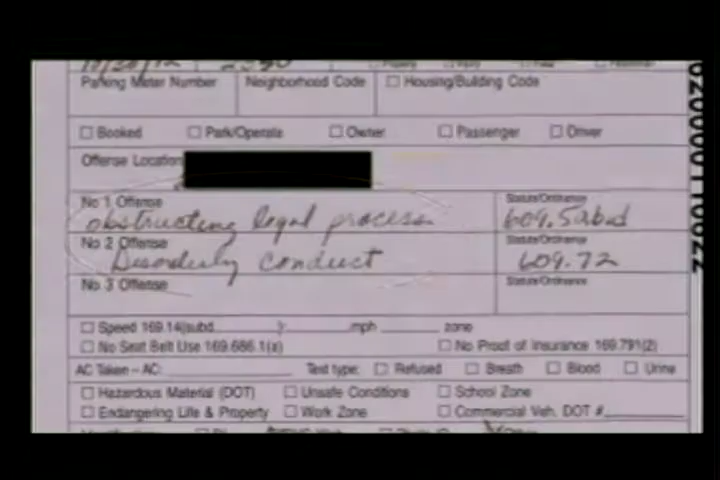 10/30/12
Parking Meter Number Neighborhood Code ☐ Housing/Building Code
☐ Booked ☐ Park/Operate ☐ Owner ☐ Passenger ☐ Driver
Offense Location
No 1 Offense Statute/Ordinance
obstructing legal process
No 2 Offense Statute/Ordinance
Disorderly conduct 609.72
No 3 Offense Statute/Ordinance
☐ Speed 169.14(subd. ): mph zone
☐ No Seat Belt Use 169.686.1(a) ☐ No Proof of Insurance 169.791(2)
AC Taken – AC: Test type: ☐ Refused ☐ Breath ☐ Blood ☐ Urine
☐ Hazardous Material (DOT) ☐ Unsafe Conditions ☐ School Zone
☐ Endangering Life & Property ☐ Work Zone ☐ Commercial Veh. DOT #